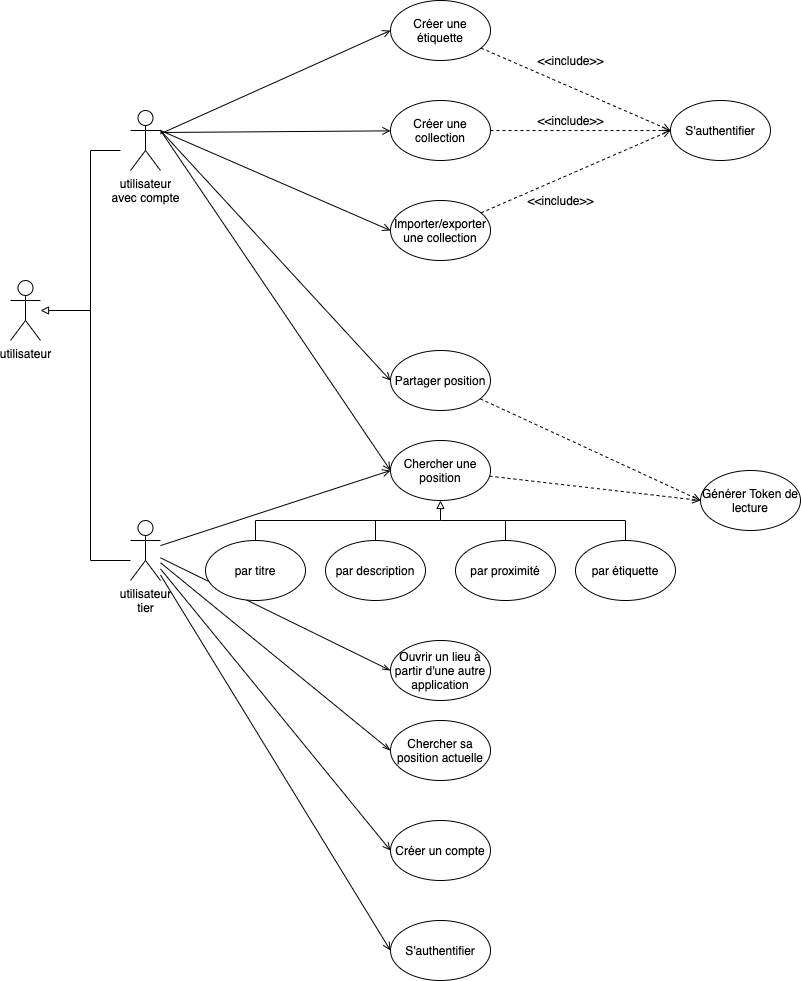 Créer une
étiquette
<<include>>
Créer une
collection
<<include>>
S'authentifier
utilisateur
avec compte
<<include>>
Importer/exporter
une collection
utilisateur
Partager position
Chercher une
position
Générer Token de
lecture
par titre
par description
par proximité
par étiquette
utilisateur
tier
Ouvrir un lieu à
partir d'une autre
application
Chercher sa
position actuelle
Créer un compte
S'authentifier